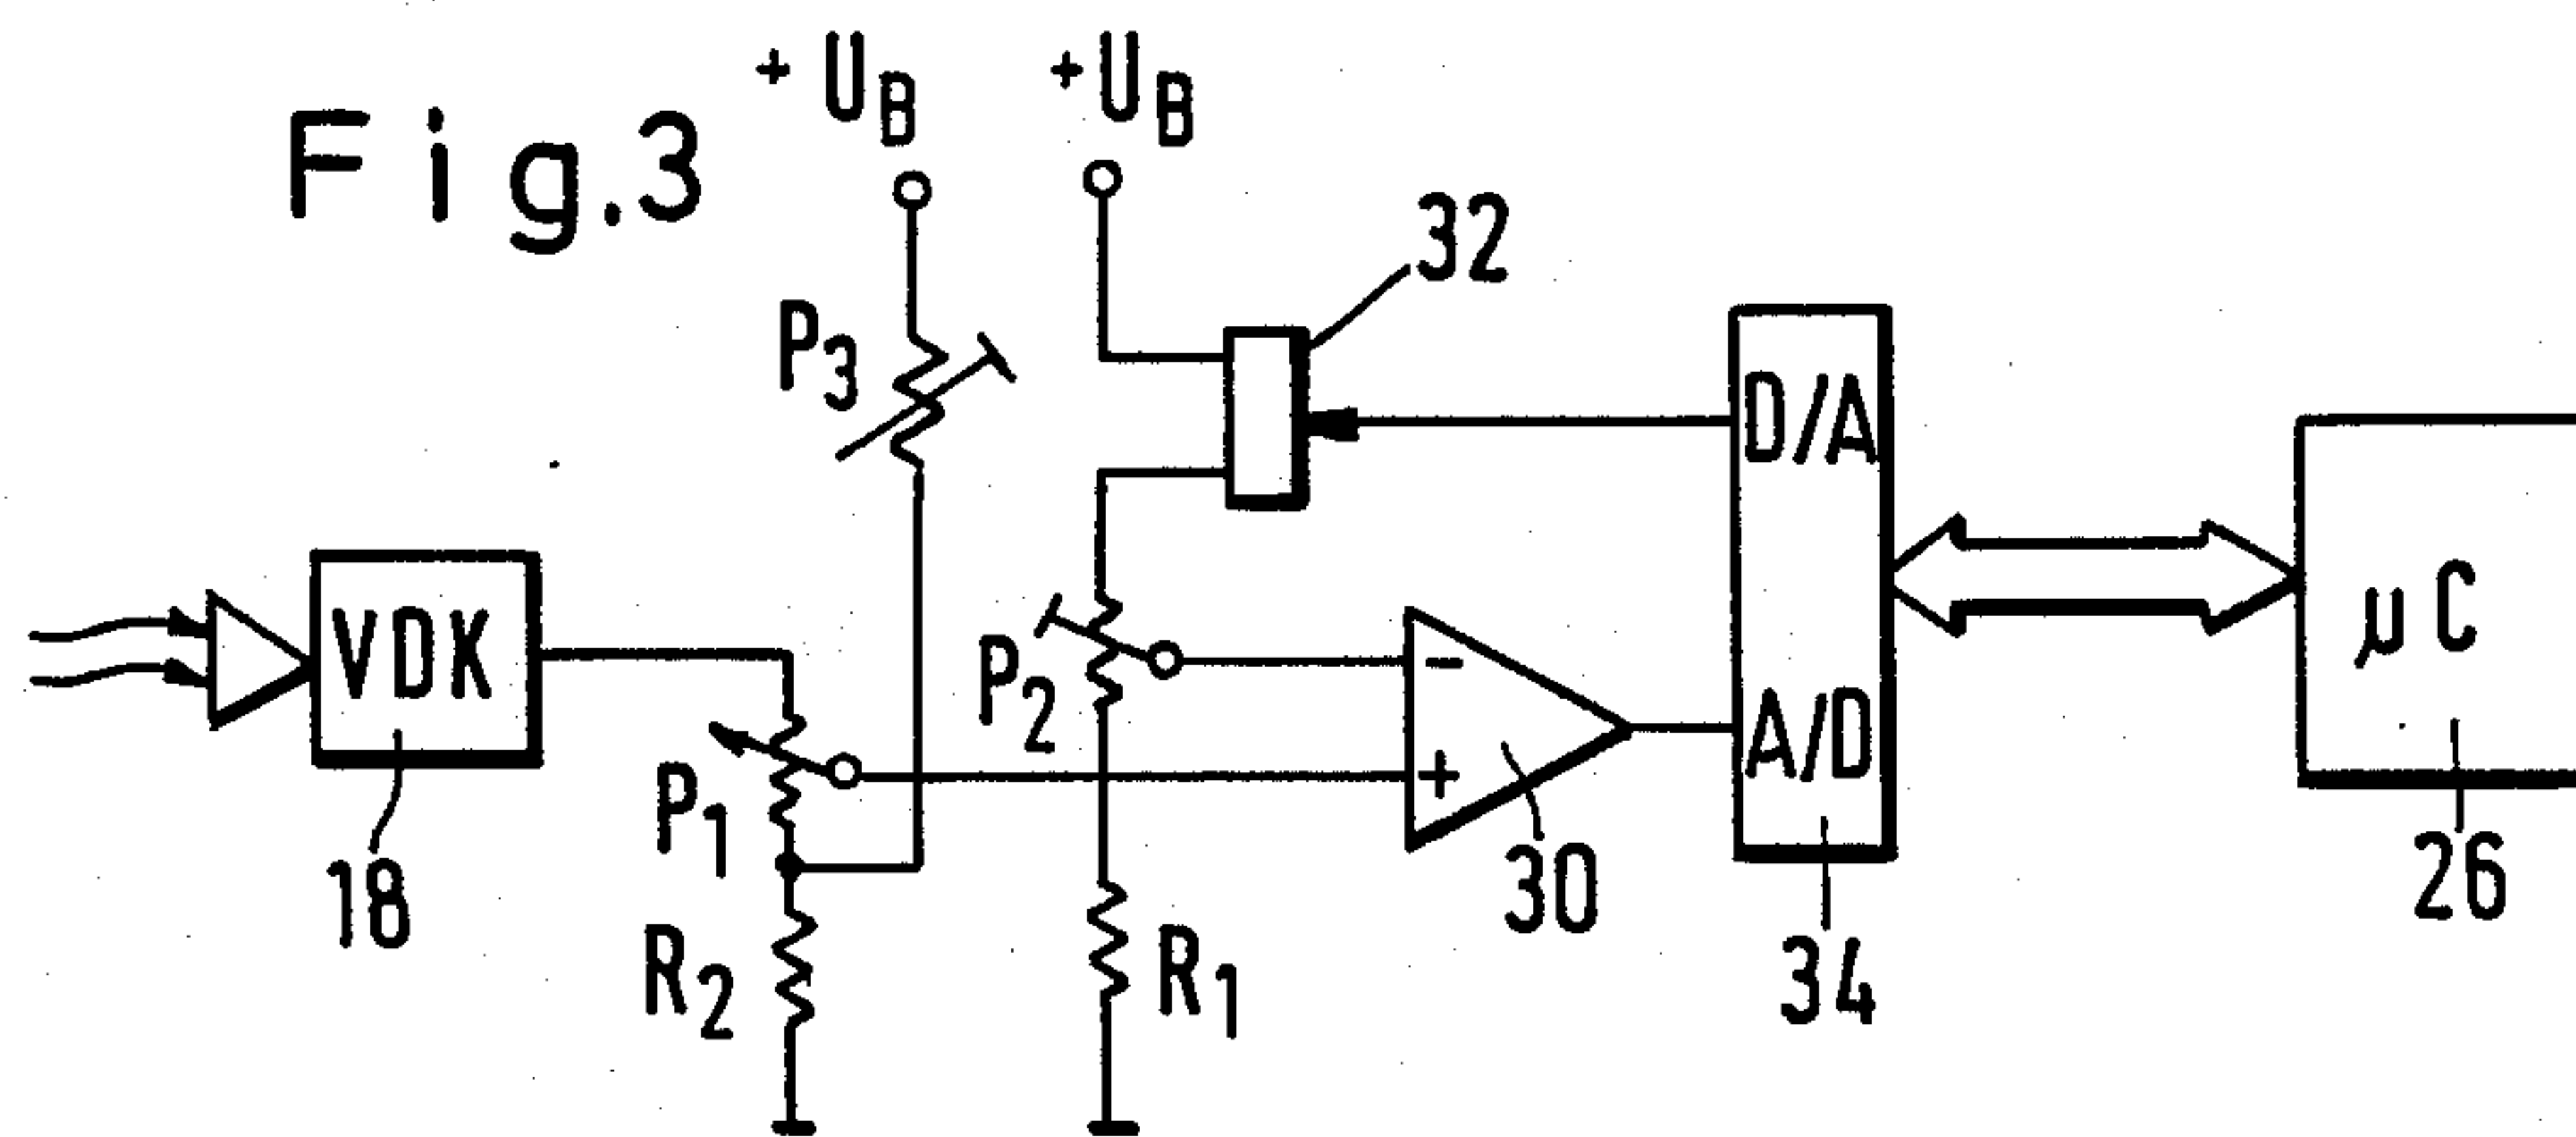 Fig.3
+UB
+UB
32
P3
D/A
VDK
µC
P2
-
P1
+
A/D
18
30
26
R2
R1
34